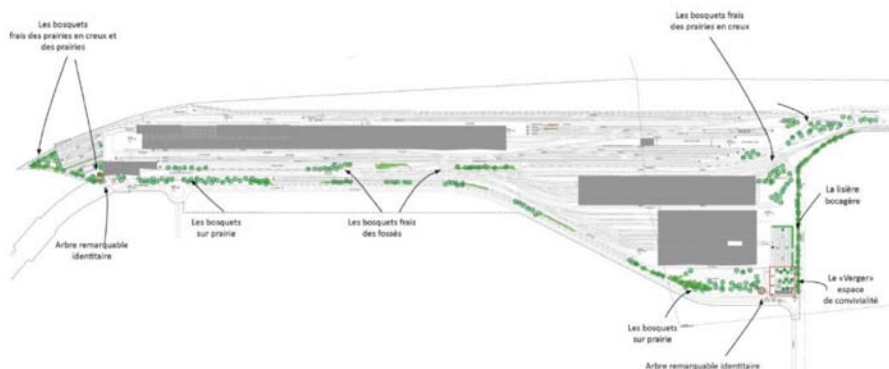 Les bosquets
frais des prairies en creux et
des prairies
Les bosquets frais
des prairies en creux
La lisière
bocagère
Arbre remarquable
identitaire
Les bosquets
sur prairie
Les bosquets frais
des fossés
Le «Verger»
espace
de convivialité
Les bosquets
sur prairie
Arbre remarquable identitaire